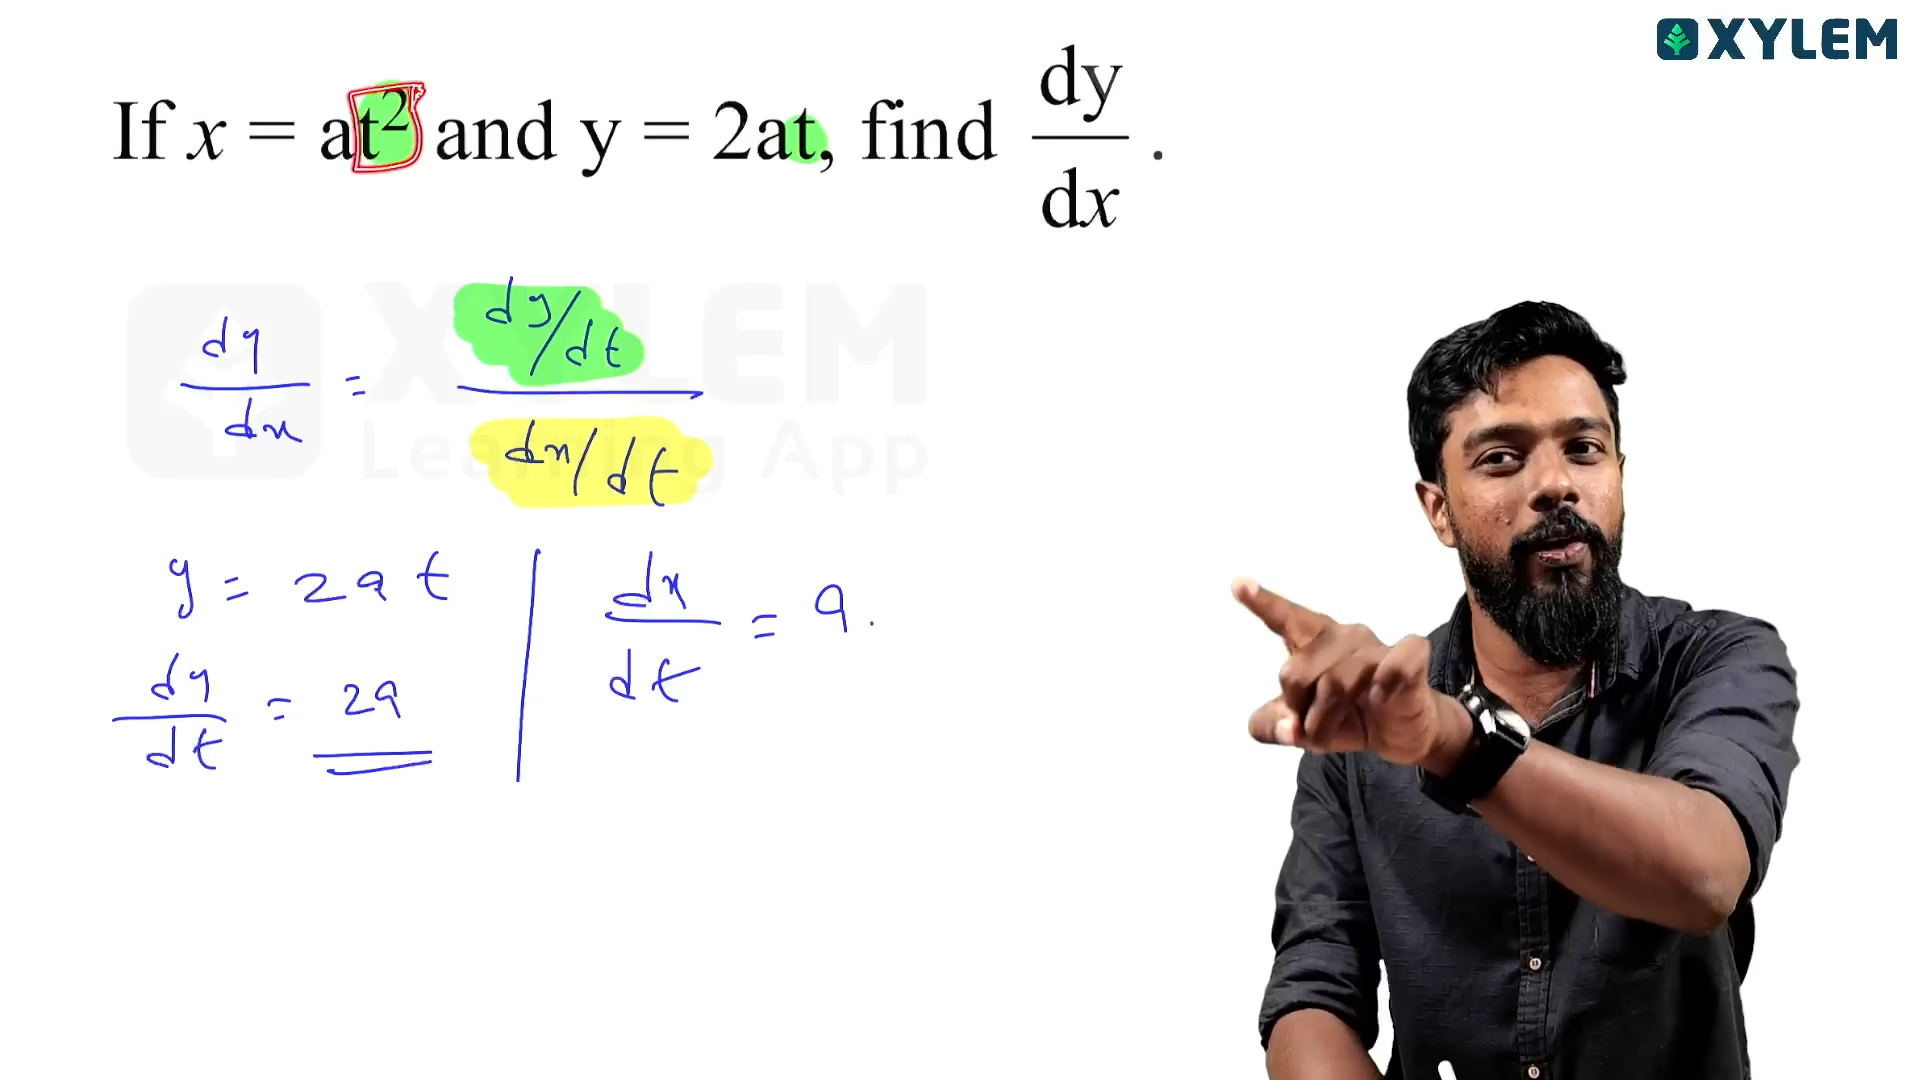 XYLEM
If x = at² and y = 2at, find dy/dx .
dy/dx = (dy/dt)/(dx/dt)
XYLEM
Learning App
y = 2at
dy/dt = 2a
dx/dt = a.